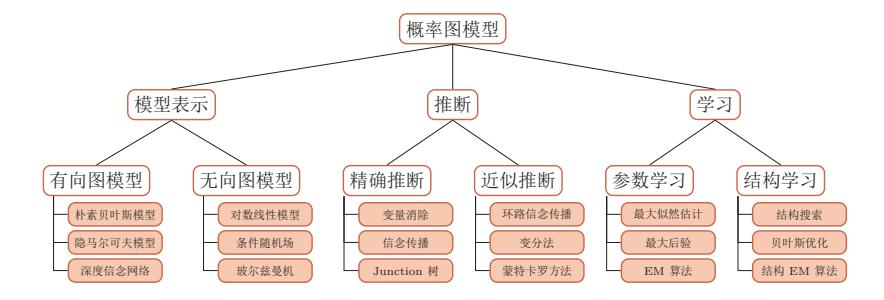 概率图模型
模型表示
推断
学习
有向图模型
无向图模型
精确推断
近似推断
参数学习
结构学习
朴素贝叶斯模型
对数线性模型
变量消除
环路信念传播
最大似然估计
结构搜索
隐马尔可夫模型
条件随机场
信念传播
变分法
最大后验
贝叶斯优化
深度信念网络
玻尔兹曼机
Junction 树
蒙特卡罗方法
EM 算法
结构 EM 算法